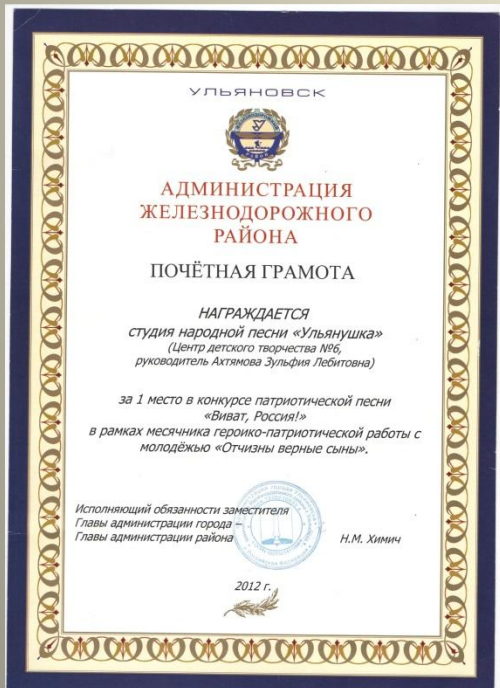 УЛЬЯНОВСК
АДМИНИСТРАЦИЯ
ЖЕЛЕЗНОДОРОЖНОГО
РАЙОНА
ПОЧЁТНАЯ ГРАМОТА
НАГРАЖДАЕТСЯ
студия народной песни «Ульянушка»
(Центр детского творчества №6,
руководитель Ахтямова Зульфия Лебитовна)
за 1 место в конкурсе патриотической песни
«Виват, Россия!»
в рамках месячника героико-патриотической работы с
молодёжью «Отчизны верные сыны».
Исполняющий обязанности заместителя
Главы администрации города –
Главы администрации района
Н.М. Химич
2012 г.